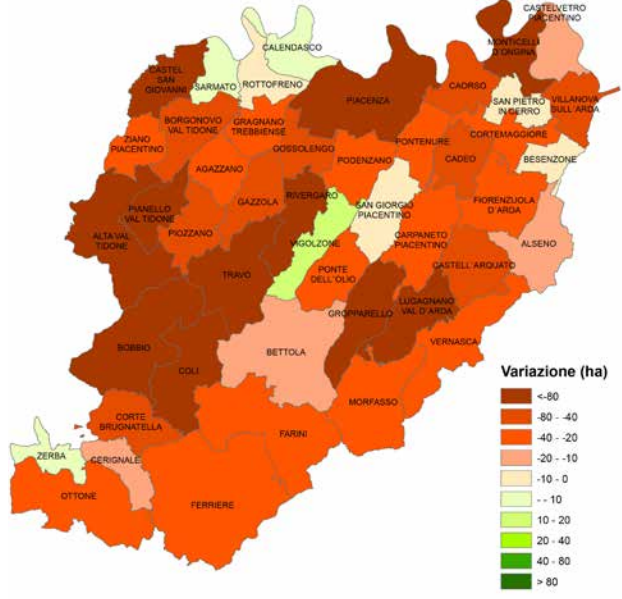 CASTELVETRO
PIACENTINO
MONTICELLI
D'ONGINA
CALENDASCO
CASTEL
SAN
GIOVANNI
SARMATO
ROTTOFRENO
CAORSO
PIACENZA
SAN PIETRO
IN CERRO
VILLANOVA
SULL'ARDA
BORGONOVO
VAL TIDONE
GRAGNANO
TREBBIENSE
ZIANO
PIACENTINO
GOSSOLENGO
PONTENURE
CORTEMAGGIORE
PODENZANO
CADEO
BESENZONE
AGAZZANO
RIVERGARO
GAZZOLA
SAN GIORGIO
PIACENTINO
FIORENZUOLA
D'ARDA
PIANELLO
VAL TIDONE
ALTA VAL
TIDONE
PIOZZANO
VIGOLZONE
CARPANETO
PIACENTINO
ALSENO
TRAVO
PONTE
DELL'OLIO
CASTELL'ARQUATO
GROPPARELLO
LUGAGNANO
VAL D'ARDA
BOBBIO
BETTOLA
VERNASCA
COLI
MORFASSO
CORTE
BRUGNATELLA
FARINI
ZERBA
CERIGNALE
OTTONE
FERRIERE
Variazione (ha)
<-80
-80 - -40
-40 - -20
-20 - -10
-10 - 0
- - 10
10 - 20
20 - 40
40 - 80
> 80